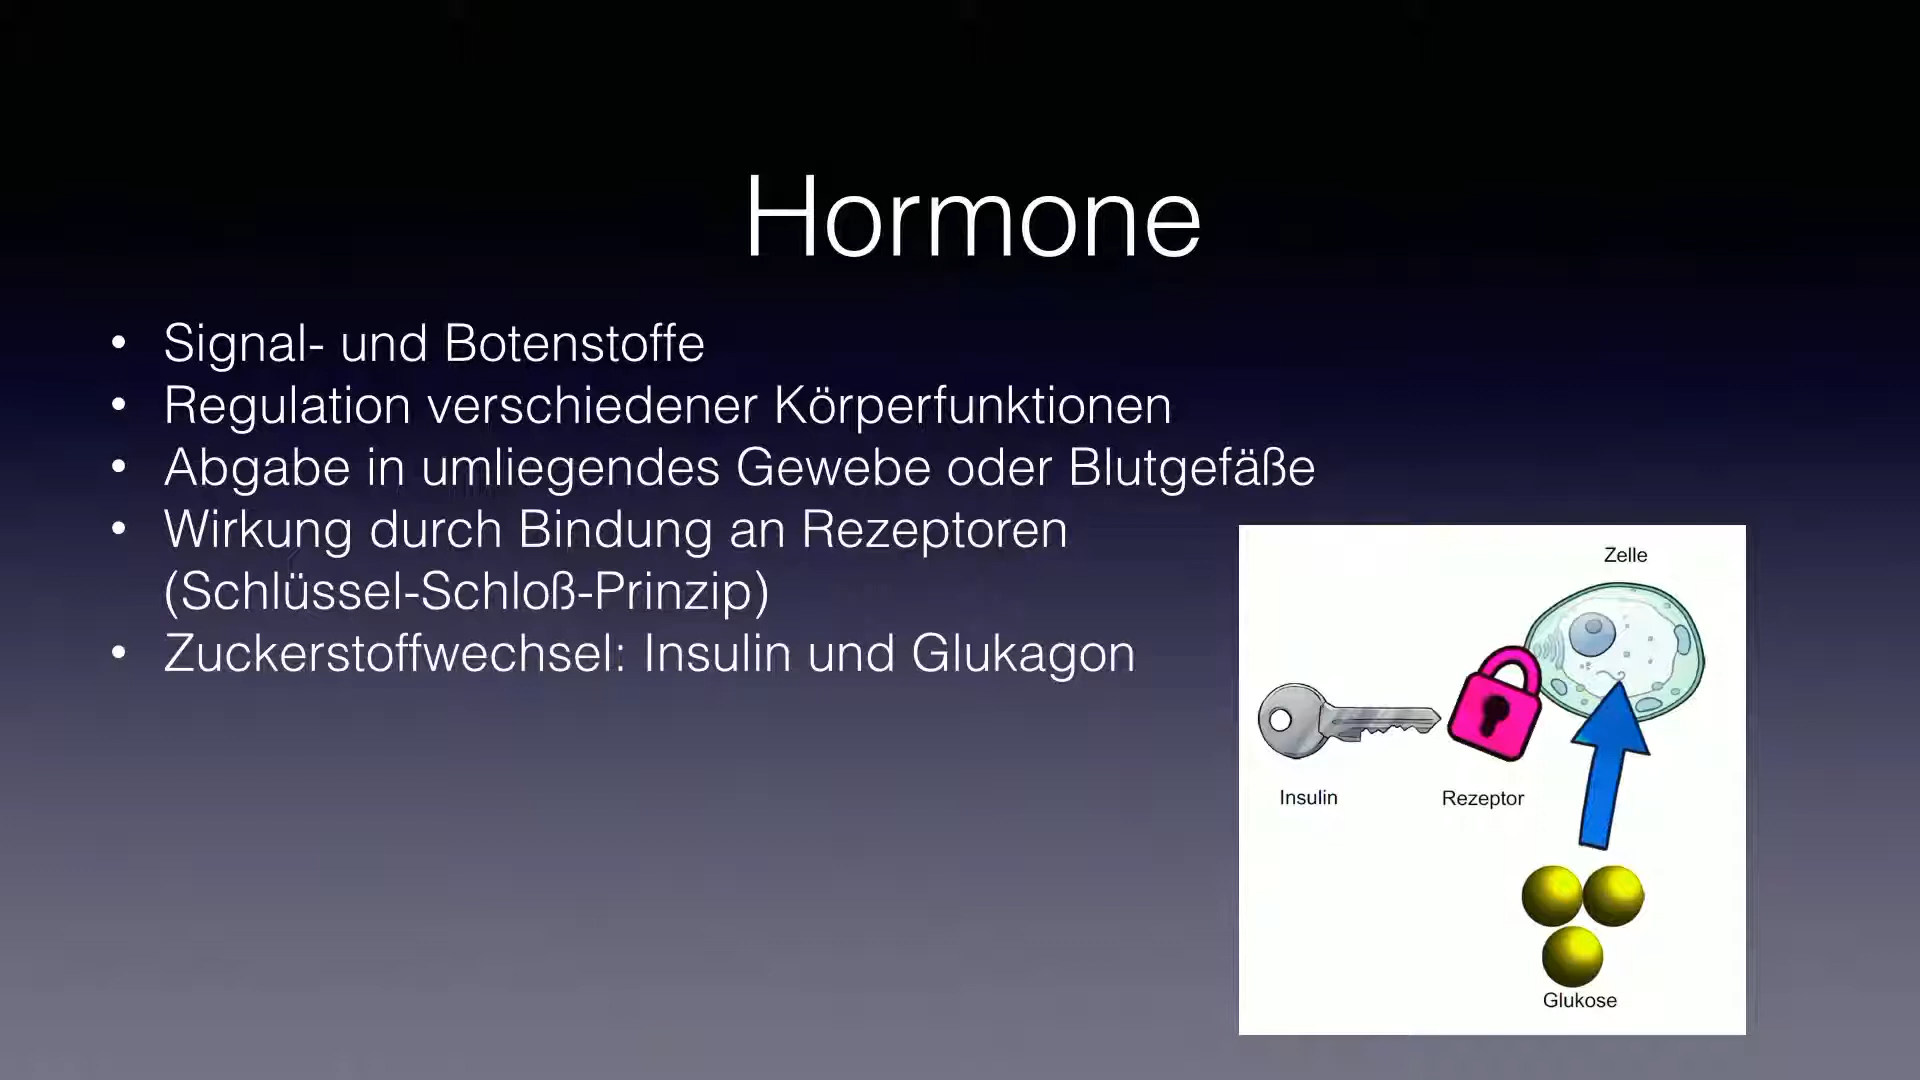 Hormone
• Signal- und Botenstoffe
• Regulation verschiedener Körperfunktionen
• Abgabe in umliegendes Gewebe oder Blutgefäße
• Wirkung durch Bindung an Rezeptoren
(Schlüssel-Schloß-Prinzip)
• Zuckerstoffwechsel: Insulin und Glukagon
Zelle
Insulin
Rezeptor
Glukose